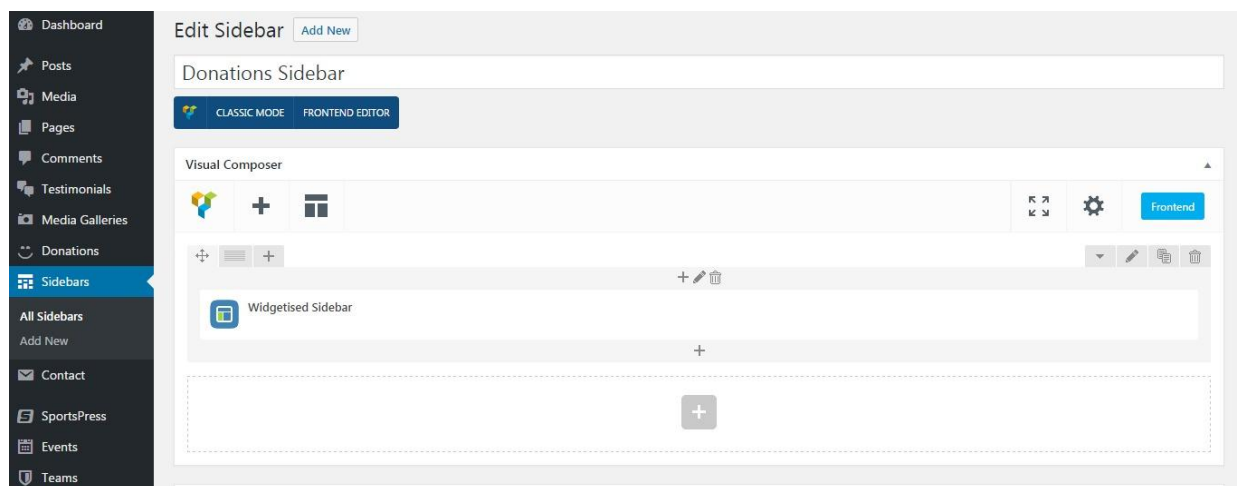 Dashboard
Posts
Media
Pages
Comments
Testimonials
Media Galleries
Donations
Sidebars
All Sidebars
Add New
Contact
SportsPress
Events
Teams
Edit Sidebar Add New
Donations Sidebar
CLASSIC MODE FRONTEND EDITOR
Visual Composer
Frontend
Widgetised Sidebar